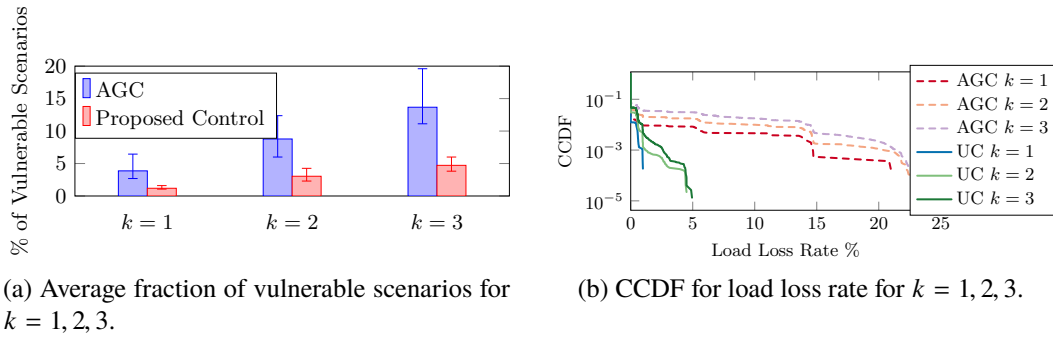 % of Vulnerable Scenarios
20
15
10
5
0
AGC
Proposed Control
k = 1
k = 2
k = 3
(a) Average fraction of vulnerable scenarios for
k = 1, 2, 3.
CCDF
10⁻¹
10⁻³
10⁻⁵
0
5
10
15
20
25
Load Loss Rate %
AGC k = 1
AGC k = 2
AGC k = 3
UC k = 1
UC k = 2
UC k = 3
(b) CCDF for load loss rate for k = 1, 2, 3.